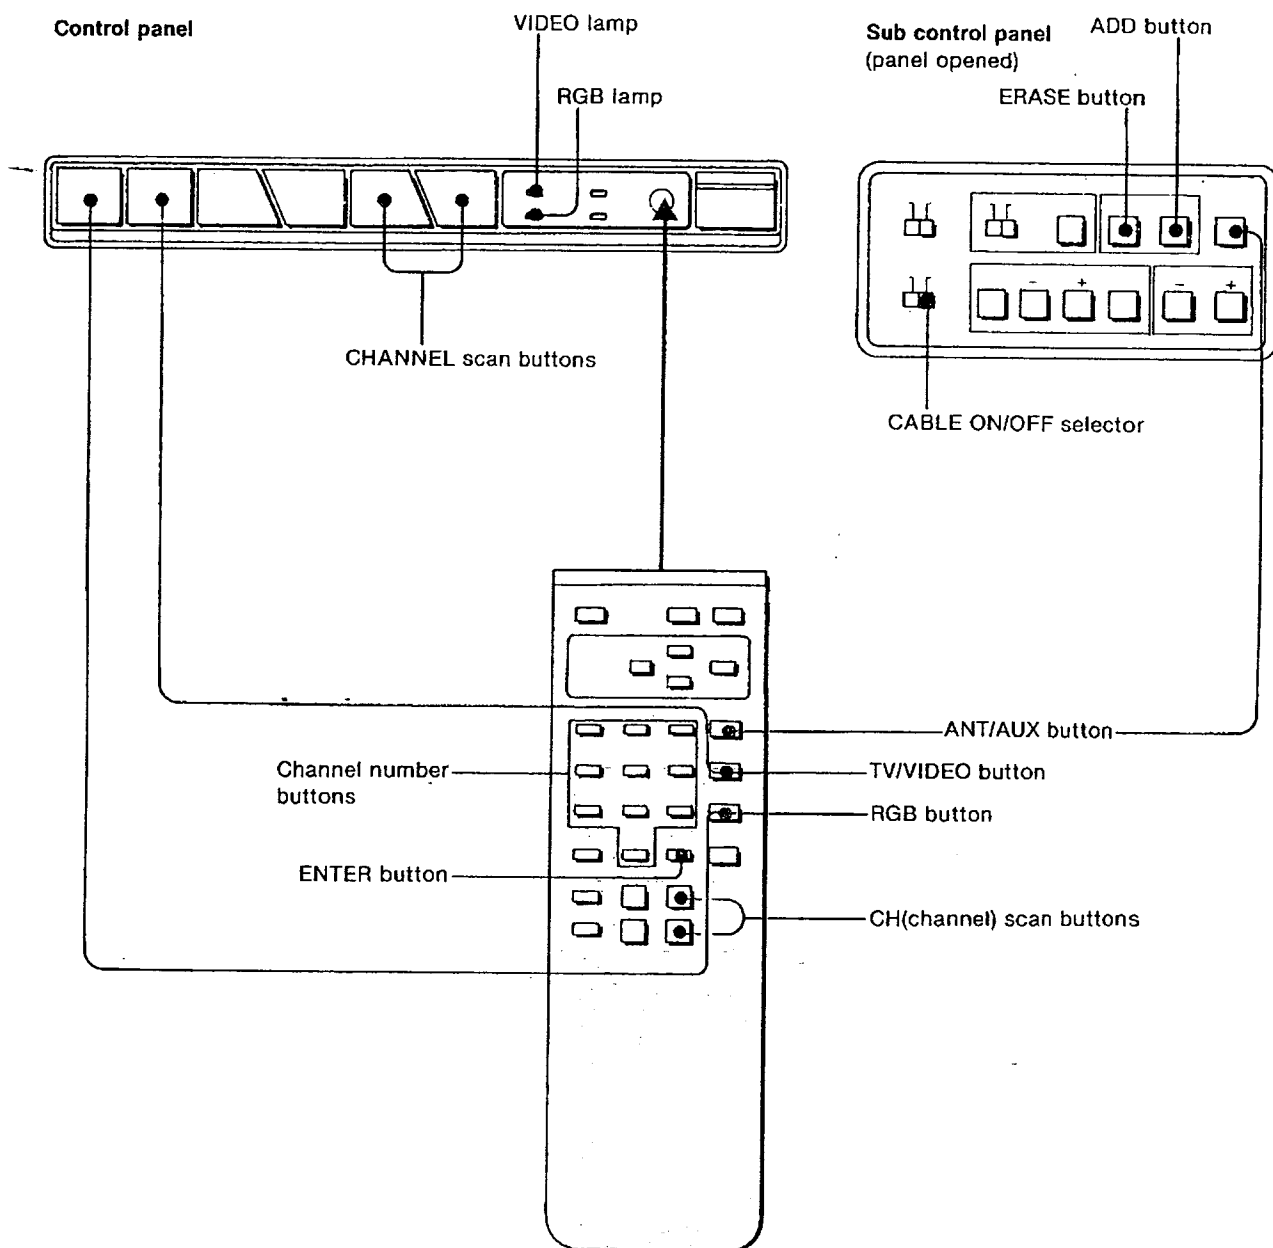 Control panel
VIDEO lamp
RGB lamp
Sub control panel
(panel opened)
ADD button
ERASE button
CHANNEL scan buttons
− +
− +
CABLE ON/OFF selector
ANT/AUX button
Channel number
buttons
TV/VIDEO button
RGB button
ENTER button
CH(channel) scan buttons